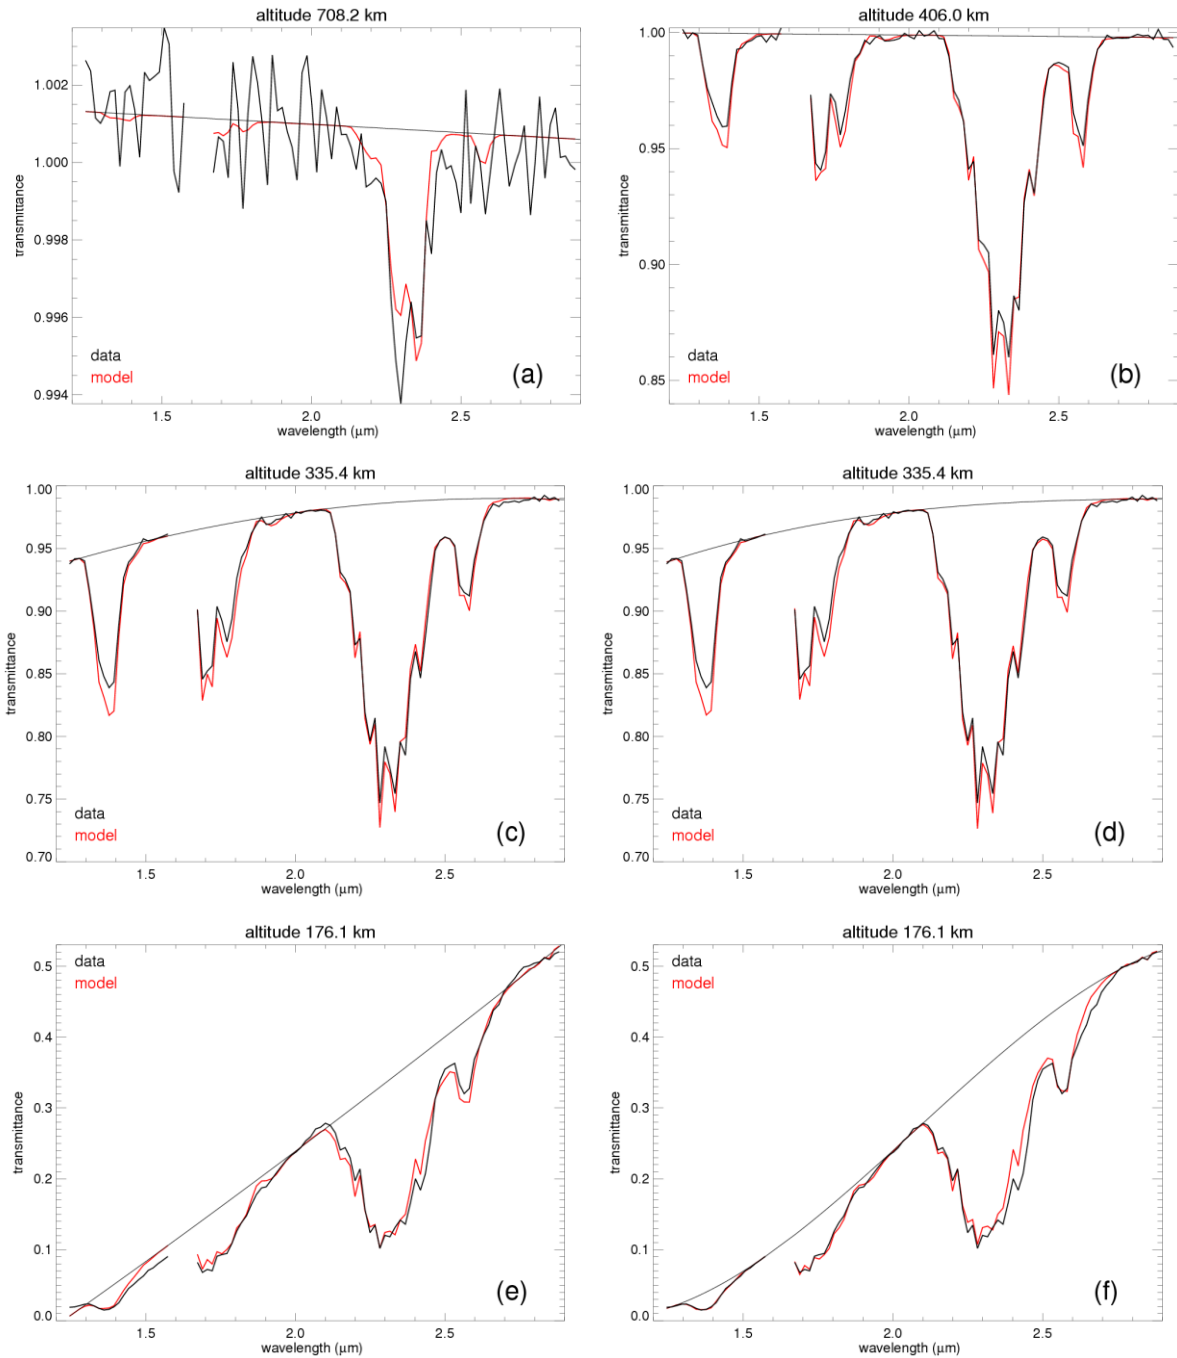 altitude 708.2 km
1.002
1.000
0.998
0.996
0.994
transmittance
data
model
(a)
1.5
2.0
2.5
wavelength (μm)
altitude 406.0 km
1.00
0.95
0.90
0.85
transmittance
data
model
(b)
1.5
2.0
2.5
wavelength (μm)
altitude 335.4 km
1.00
0.95
0.90
0.85
0.80
0.75
0.70
transmittance
data
model
(c)
1.5
2.0
2.5
wavelength (μm)
altitude 335.4 km
1.00
0.95
0.90
0.85
0.80
0.75
0.70
transmittance
data
model
(d)
1.5
2.0
2.5
wavelength (μm)
altitude 176.1 km
0.5
0.4
0.3
0.2
0.1
0.0
transmittance
data
model
(e)
1.5
2.0
2.5
wavelength (μm)
altitude 176.1 km
0.5
0.4
0.3
0.2
0.1
0.0
transmittance
data
model
(f)
1.5
2.0
2.5
wavelength (μm)